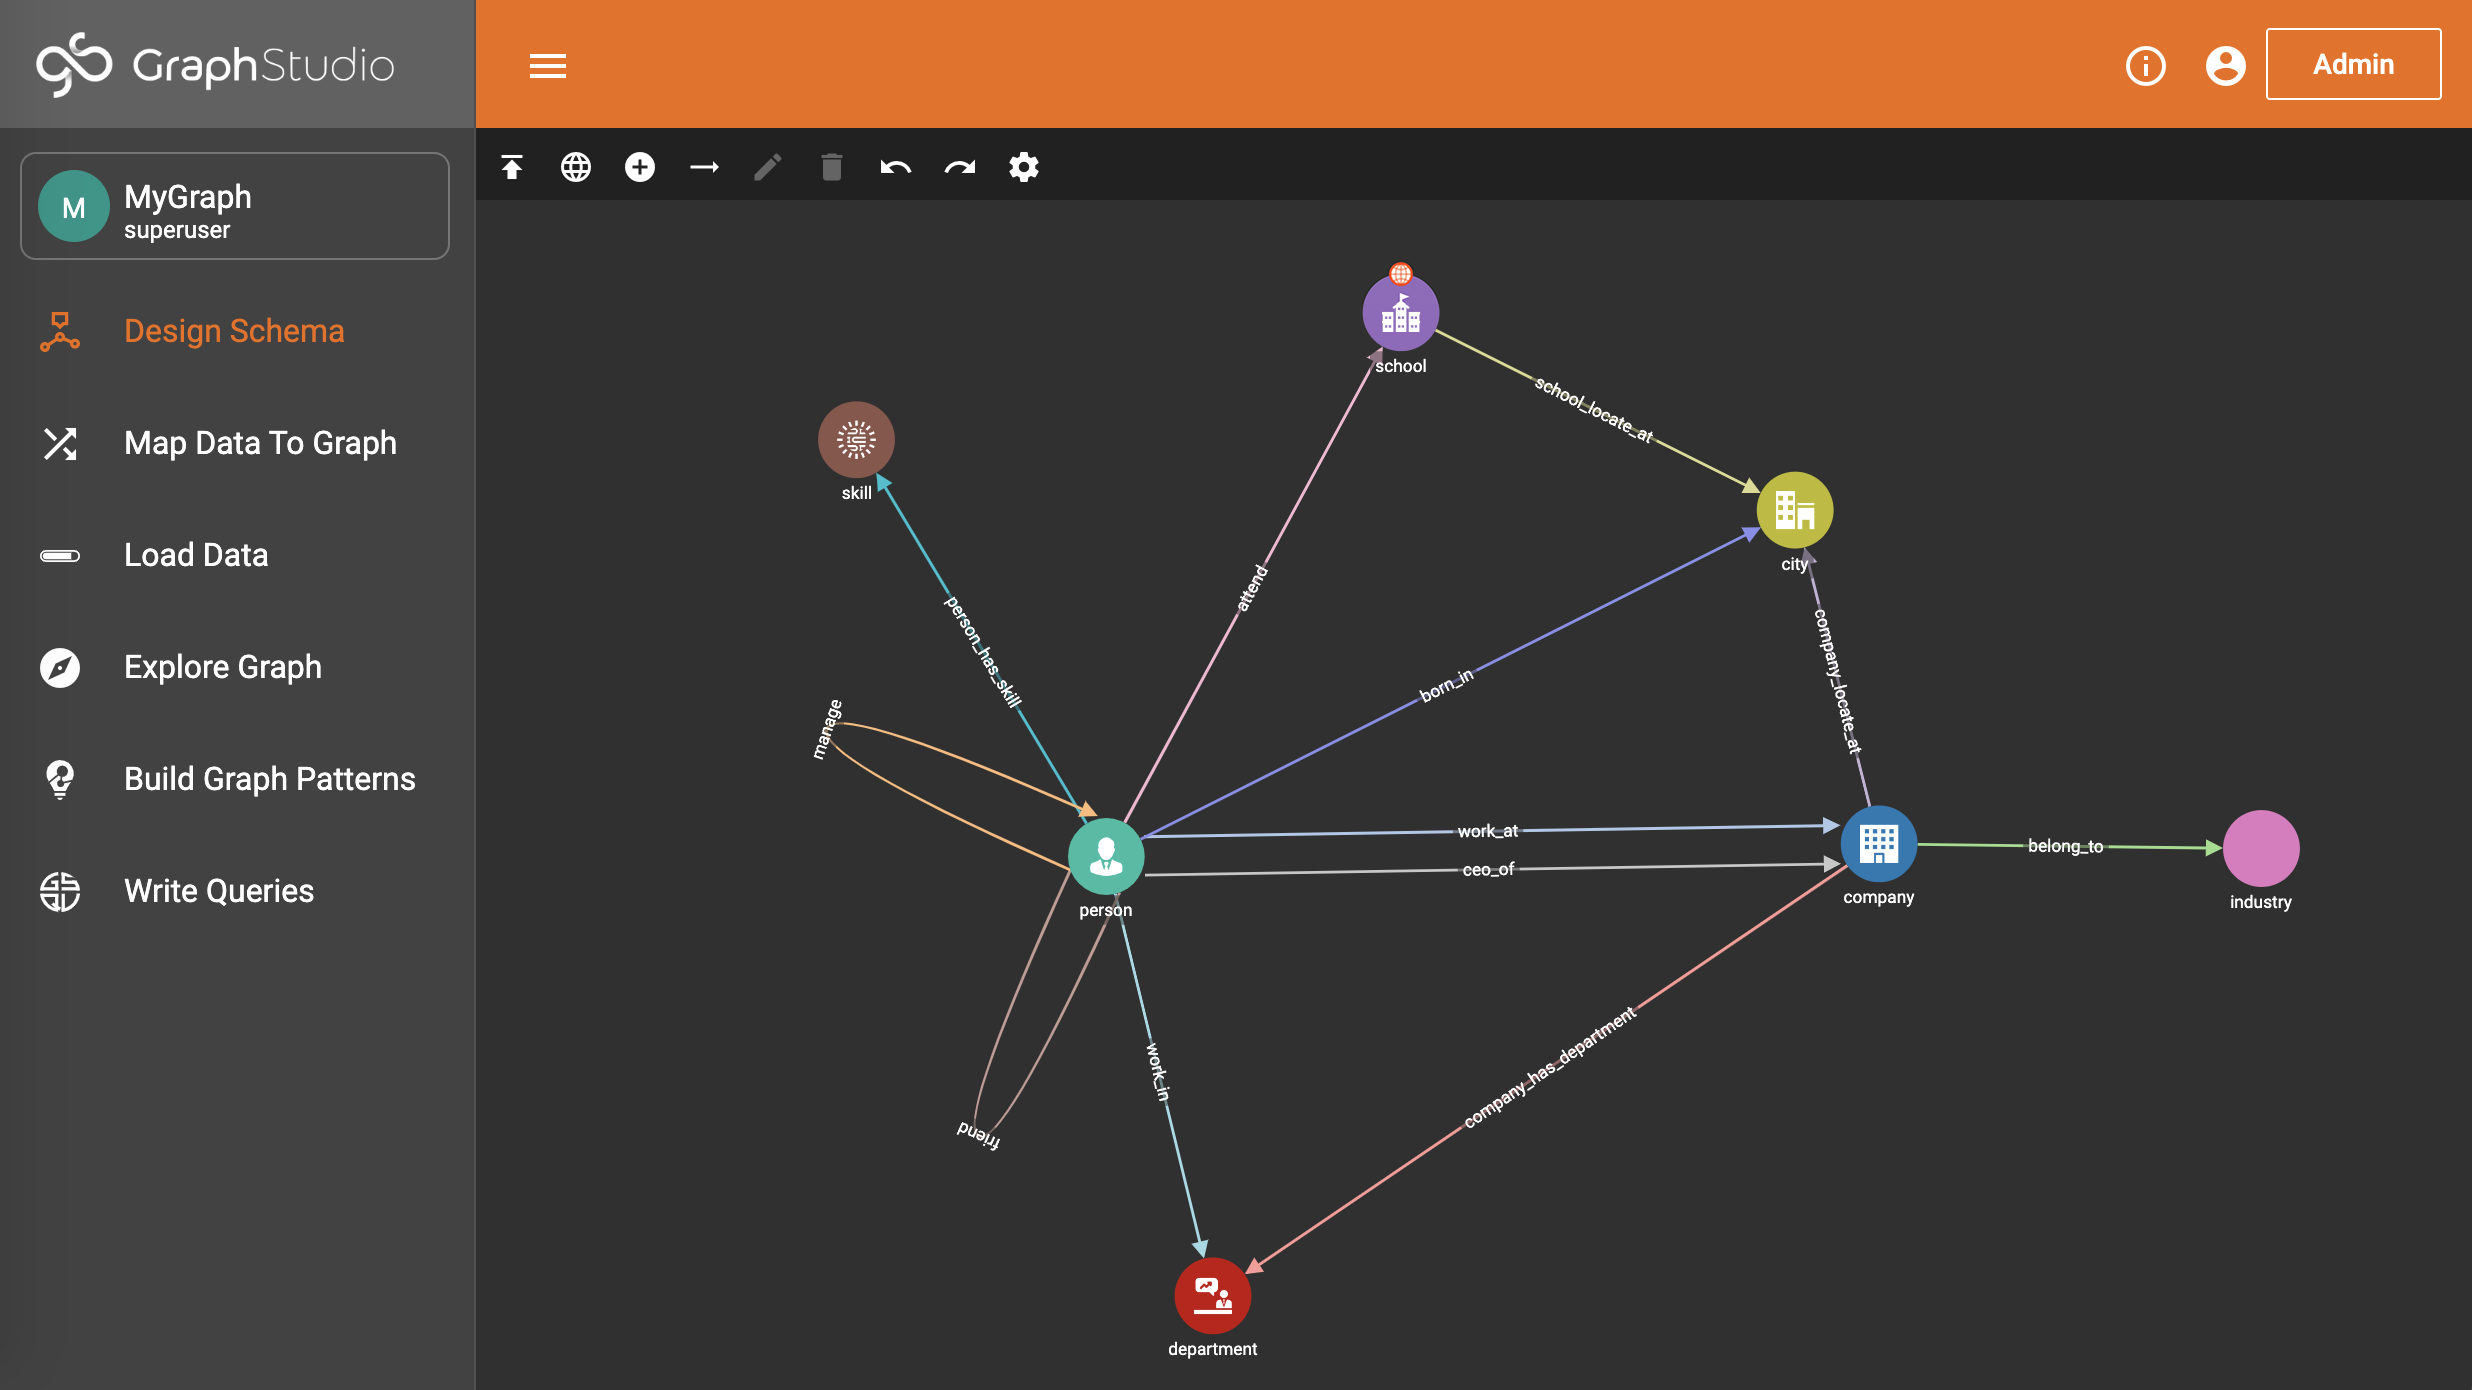 GraphStudio
Admin
M
MyGraph
superuser
Design Schema
Map Data To Graph
Load Data
Explore Graph
Build Graph Patterns
Write Queries
school
school_locate_at
skill
city
attend
person_has_skill
born_in
company_locate_at
manage
work_at
belong_to
ceo_of
company
industry
person
company_has_department
work_in
friend
department